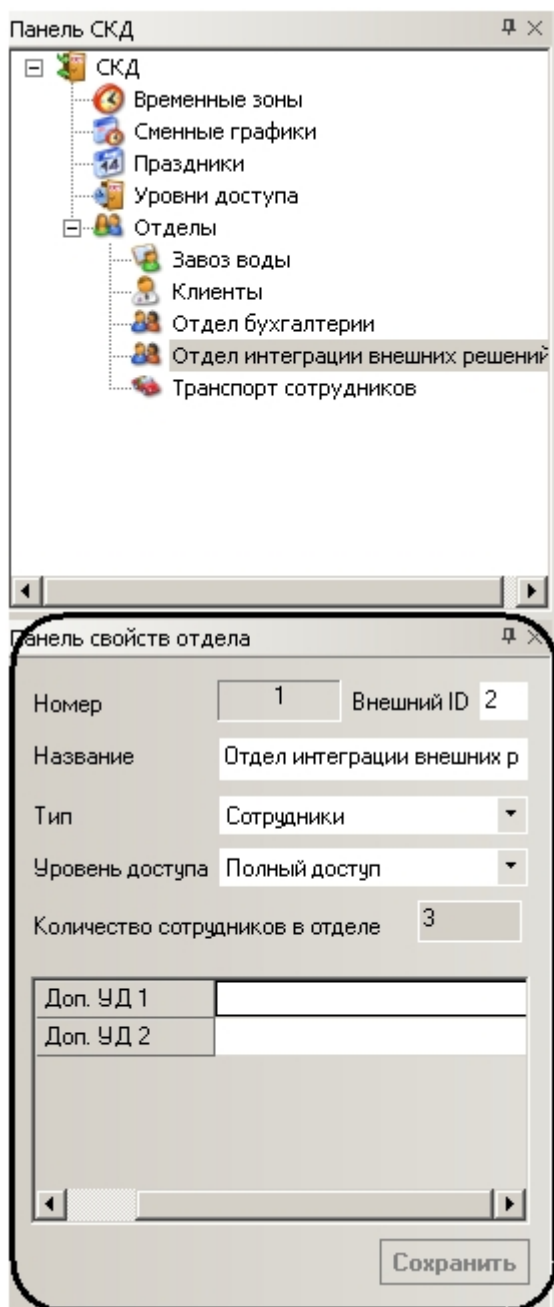 Панель СКД
СКД
Временные зоны
Сменные графики
14 Праздники
Уровни доступа
Отделы
Завоз воды
Клиенты
Отдел бухгалтерии
Отдел интеграции внешних решений
Транспорт сотрудников
Панель свойств отдела
Номер 1 Внешний ID 2
Название Отдел интеграции внешних р
Тип Сотрудники
Уровень доступа Полный доступ
Количество сотрудников в отделе 3
Доп. УД 1
Доп. УД 2
Сохранить